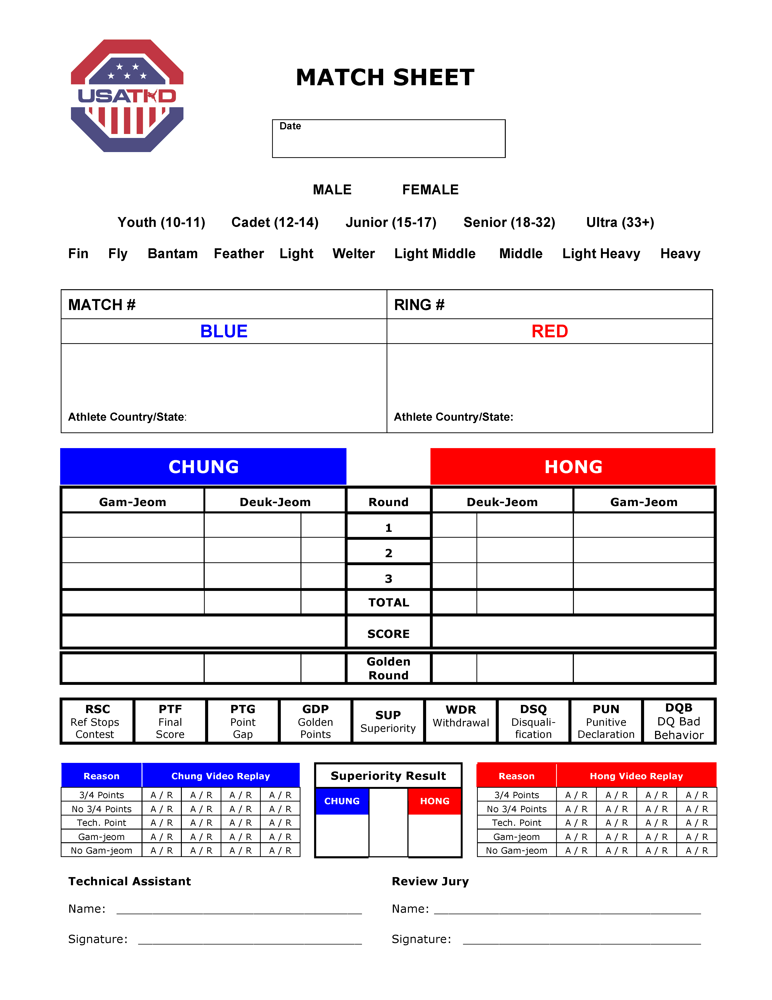 USATKD
MATCH SHEET
Date
MALE FEMALE
Youth (10-11) Cadet (12-14) Junior (15-17) Senior (18-32) Ultra (33+)
Fin Fly Bantam Feather Light Welter Light Middle Middle Light Heavy Heavy
MATCH # RING #
BLUE RED
Athlete Country/State: Athlete Country/State:
CHUNG HONG
Gam-Jeom Deuk-Jeom Round Deuk-Jeom Gam-Jeom
1
2
3
TOTAL
SCORE
Golden
Round
RSC PTF PTG GDP SUP WDR DSQ PUN DQB
Ref Stops Final Point Golden Superiority Withdrawal Disquali- Punitive DQ Bad
Contest Score Gap Points fication Declaration Behavior
Reason Chung Video Replay Superiority Result Reason Hong Video Replay
3/4 Points A / R A / R A / R A / R CHUNG HONG 3/4 Points A / R A / R A / R A / R
No 3/4 Points A / R A / R A / R A / R No 3/4 Points A / R A / R A / R A / R
Tech. Point A / R A / R A / R A / R Tech. Point A / R A / R A / R A / R
Gam-jeom A / R A / R A / R A / R Gam-jeom A / R A / R A / R A / R
No Gam-jeom A / R A / R A / R A / R No Gam-jeom A / R A / R A / R A / R
Technical Assistant Review Jury
Name: Name:
Signature: Signature: